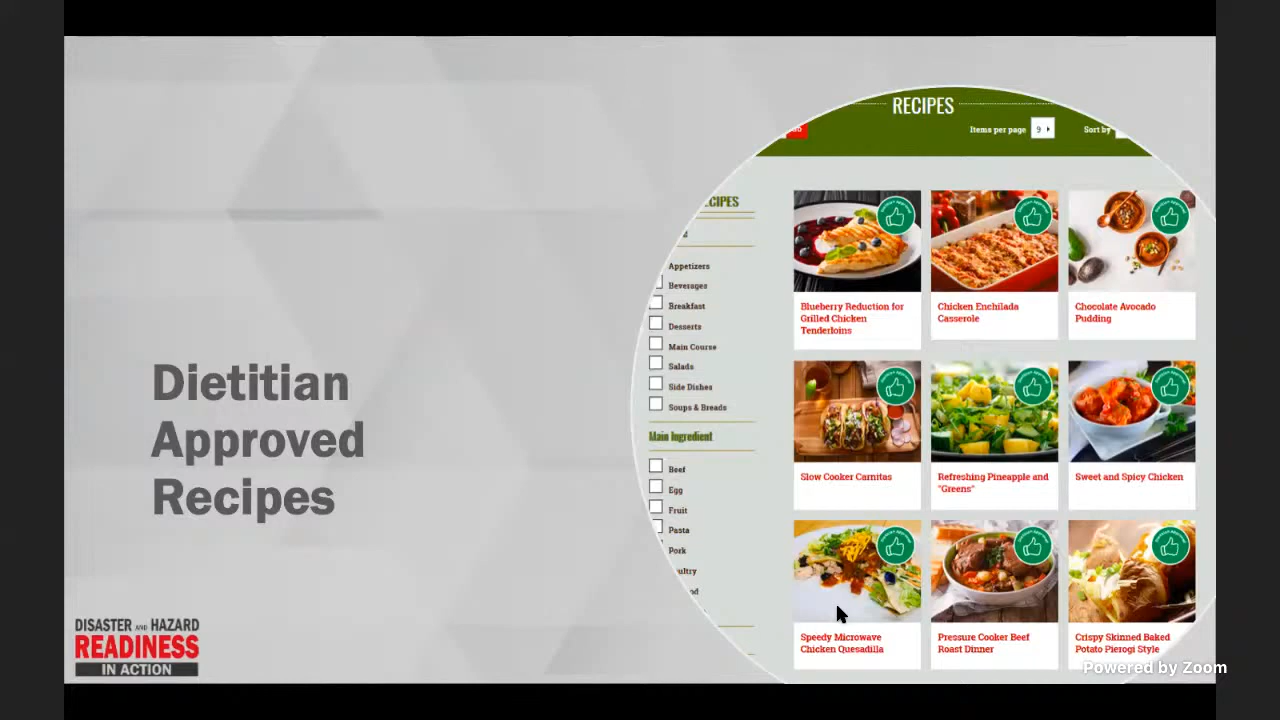 RECIPES
Items per page
9
Sort by
Dietitian
Approved
Recipes
CIPES
Appetizers
Beverages
Breakfast
Desserts
Main Course
Salads
Side Dishes
Soups & Breads
Main Ingredient
Beef
Egg
Fruit
Pasta
Pork
ultry
Blueberry Reduction for
Grilled Chicken
Tenderloins
Chicken Enchilada
Casserole
Chocolate Avocado
Pudding
Slow Cooker Carnitas
Refreshing Pineapple and
"Greens"
Sweet and Spicy Chicken
Speedy Microwave
Chicken Quesadilla
Pressure Cooker Beef
Roast Dinner
Crispy Skinned Baked
Potato Pierogi Style
DISASTER AND HAZARD
READINESS
IN ACTION
Powered by Zoom